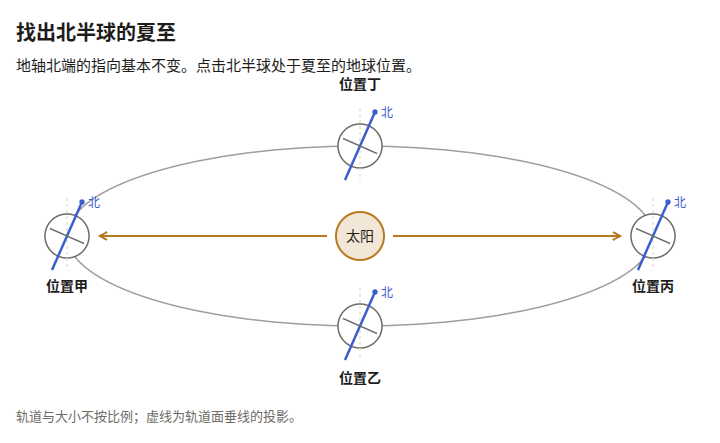 找出北半球的夏至
地轴北端的指向基本不变。点击北半球处于夏至的地球位置。
位置丁
北
北
北
太阳
位置甲
位置丙
北
位置乙
轨道与大小不按比例；虚线为轨道面垂线的投影。